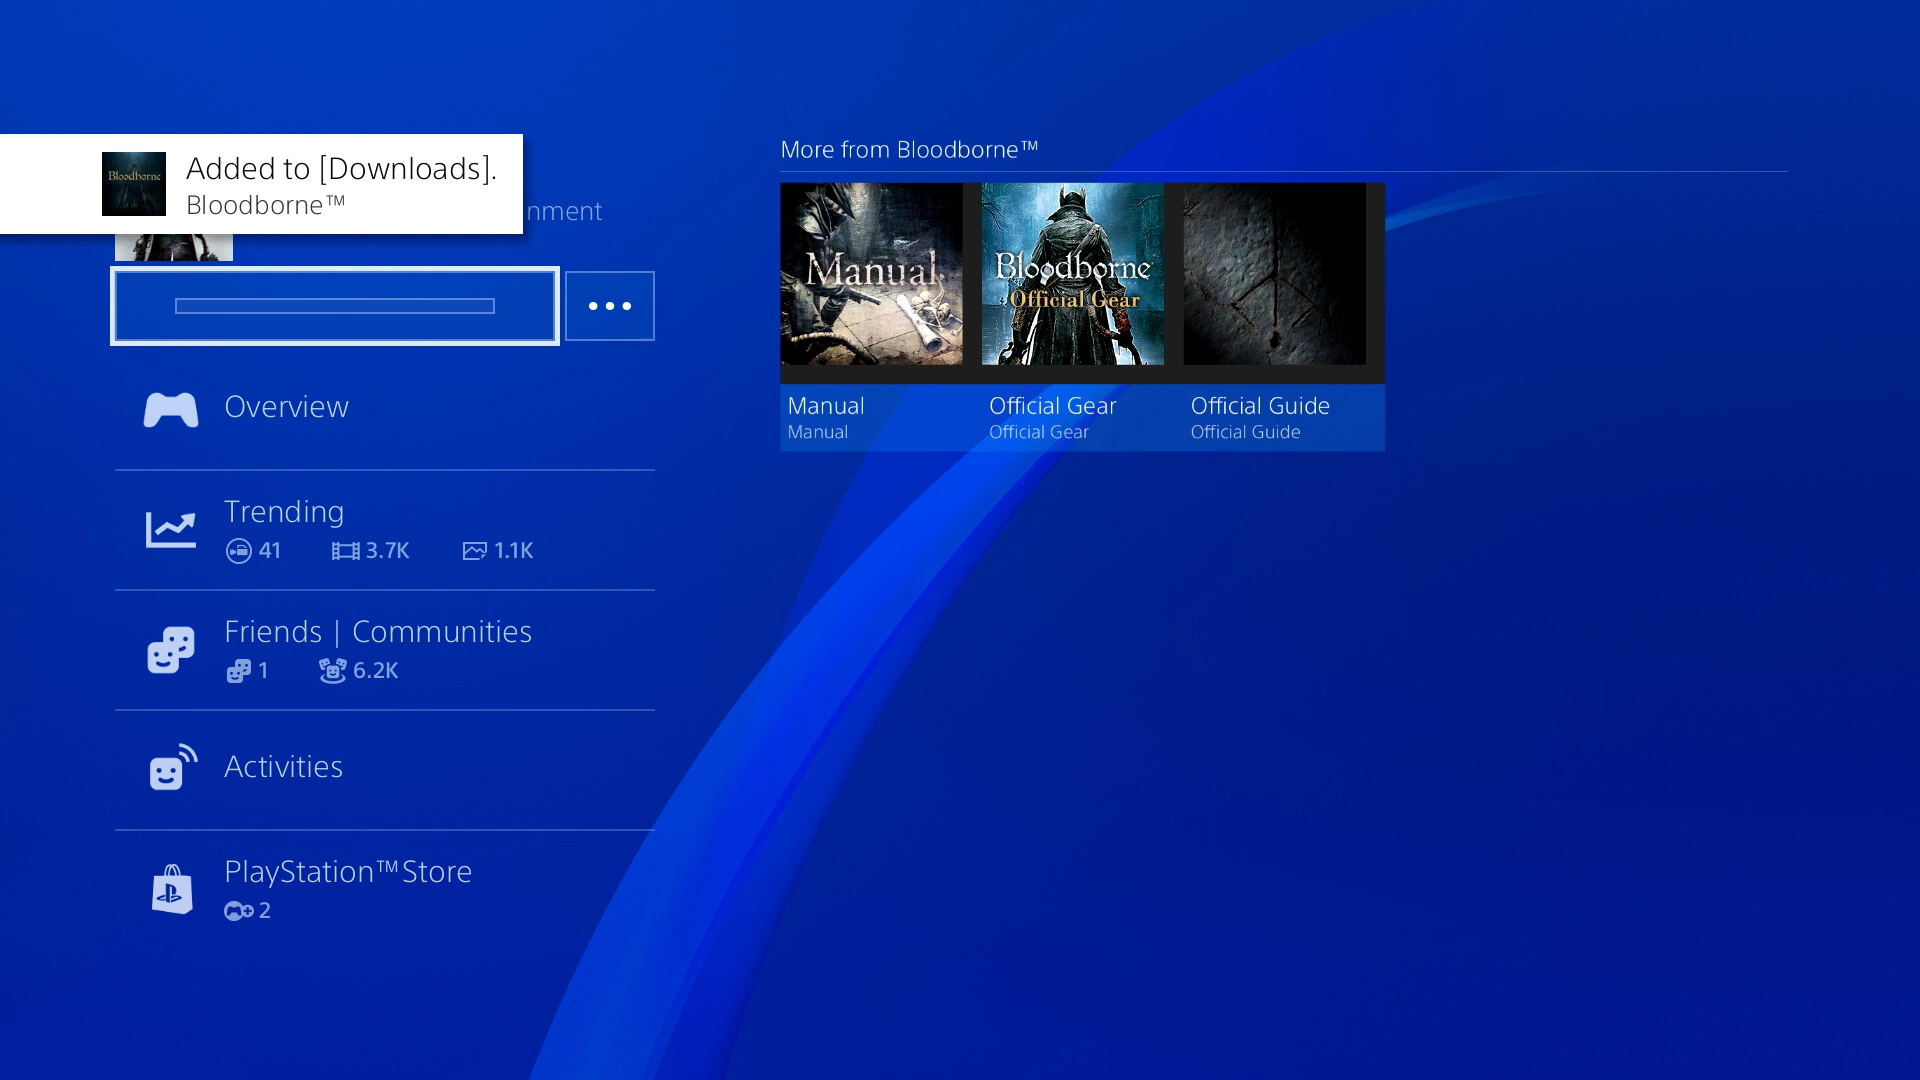 Bloodborne
Added to [Downloads].
Bloodborne™
nment
Overview
Trending
41 3.7K 1.1K
Friends | Communities
1 6.2K
Activities
PlayStation™Store
2
More from Bloodborne™
Manual
Bloodborne
Official Gear
Manual
Manual
Official Gear
Official Gear
Official Guide
Official Guide